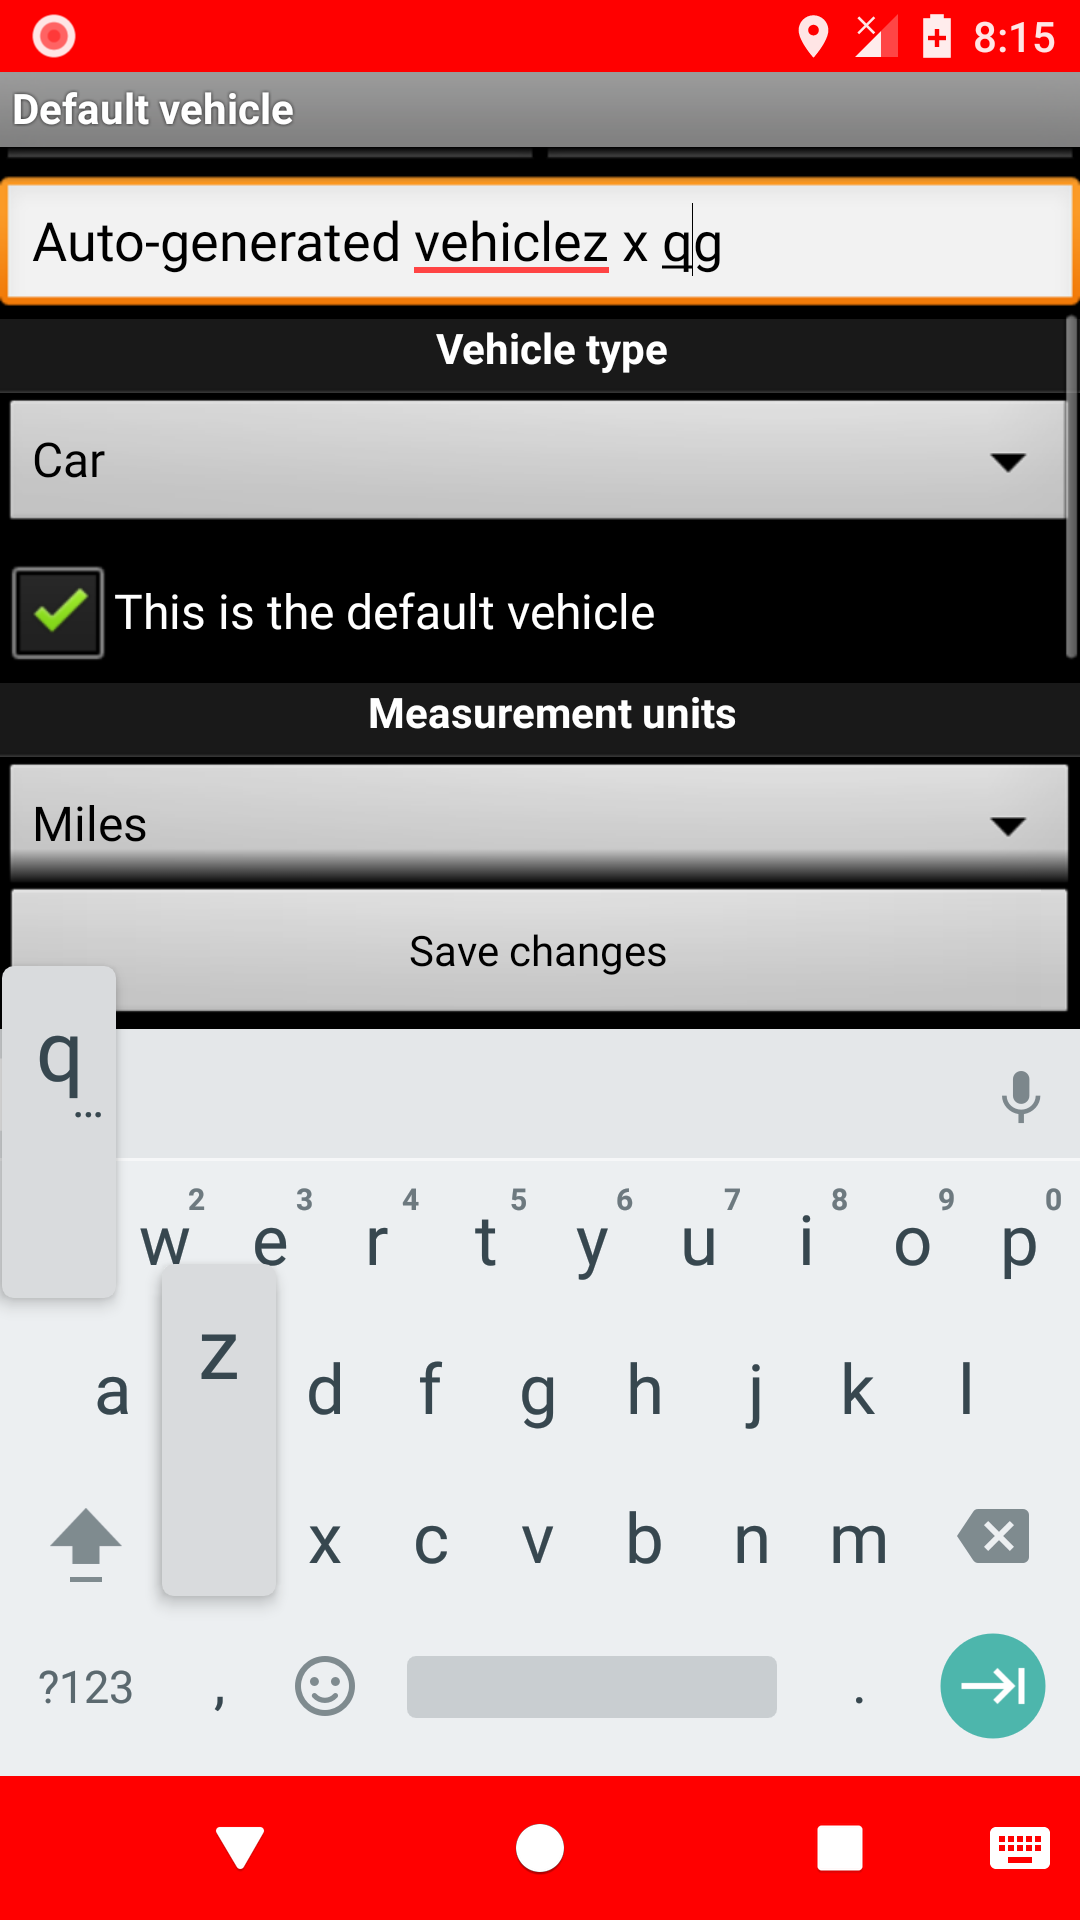 8:15
Default vehicle
Auto-generated vehiclez x qg
Vehicle type
Car
This is the default vehicle
Measurement units
Miles
Save changes
q
...
2 3 4 5 6 7 8 9 0
w e r t y u i o p
z
a d f g h j k l
x c v b n m
?123 , .